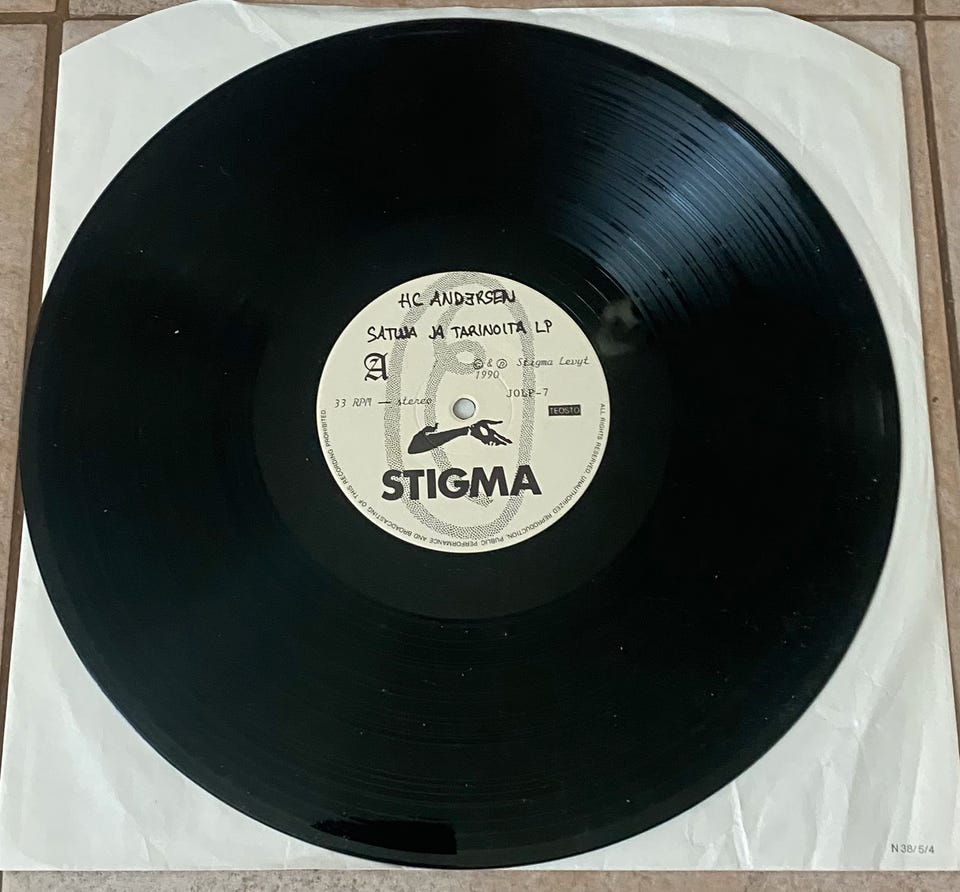 HC ANDERSEN
SATUJA JA TARINOITA LP
A
© & ℗ Stigma Levyt
1990
33 RPM — stereo
JOLP-7
TEOSTO
STIGMA
ALL RIGHTS RESERVED. UNAUTHORIZED REPRODUCTION, PUBLIC PERFORMANCE AND BROADCASTING OF THIS RECORDING PROHIBITED.
N 38/5/4